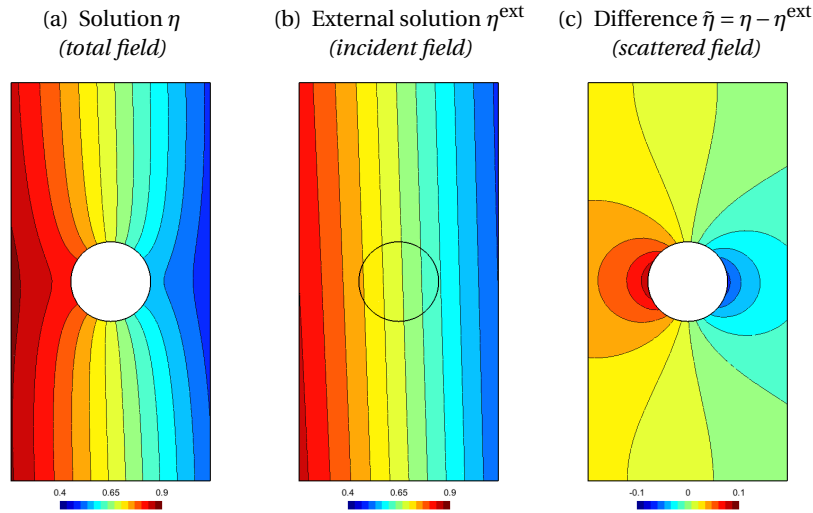 (a) Solution η
(total field)
(b) External solution η^ext
(incident field)
(c) Difference η̃ = η − η^ext
(scattered field)
0.4 0.65 0.9
0.4 0.65 0.9
-0.1 0 0.1